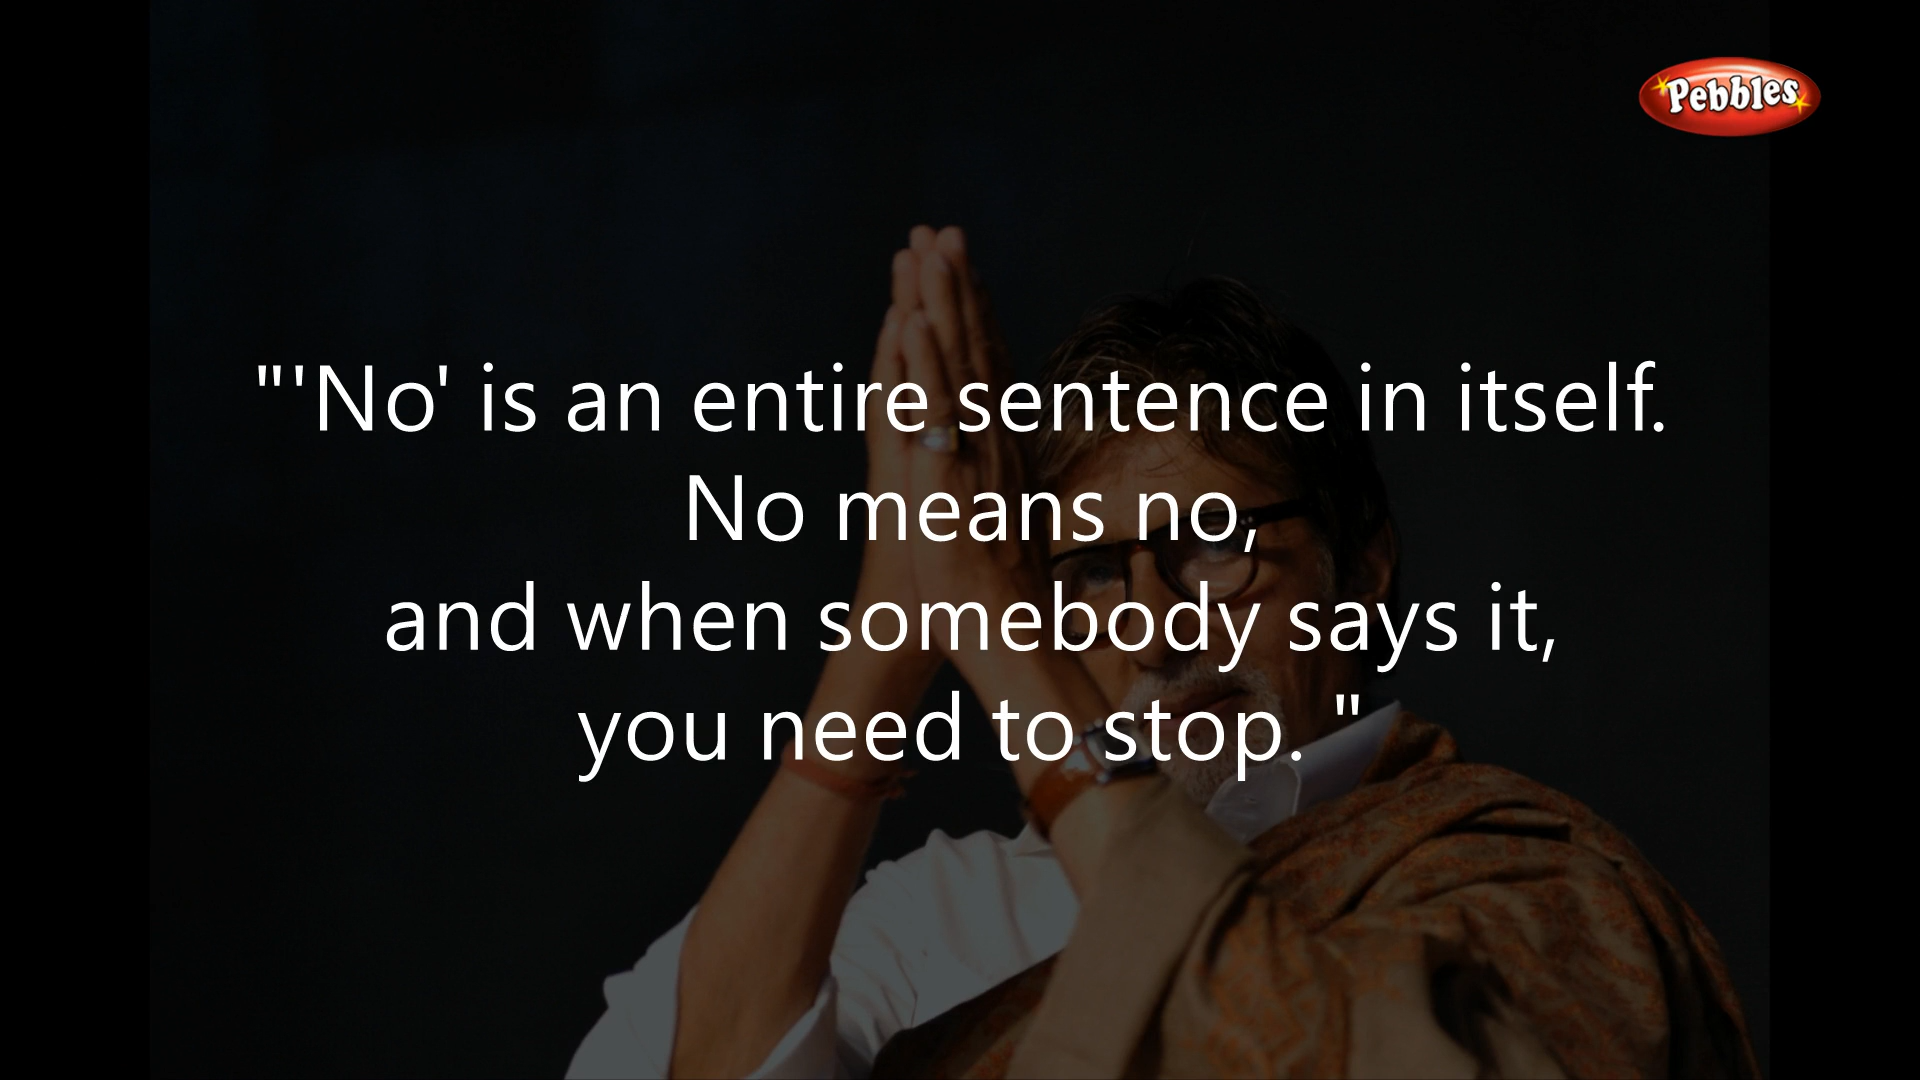 Pebbles
"'No' is an entire sentence in itself.
No means no,
and when somebody says it,
you need to stop. "